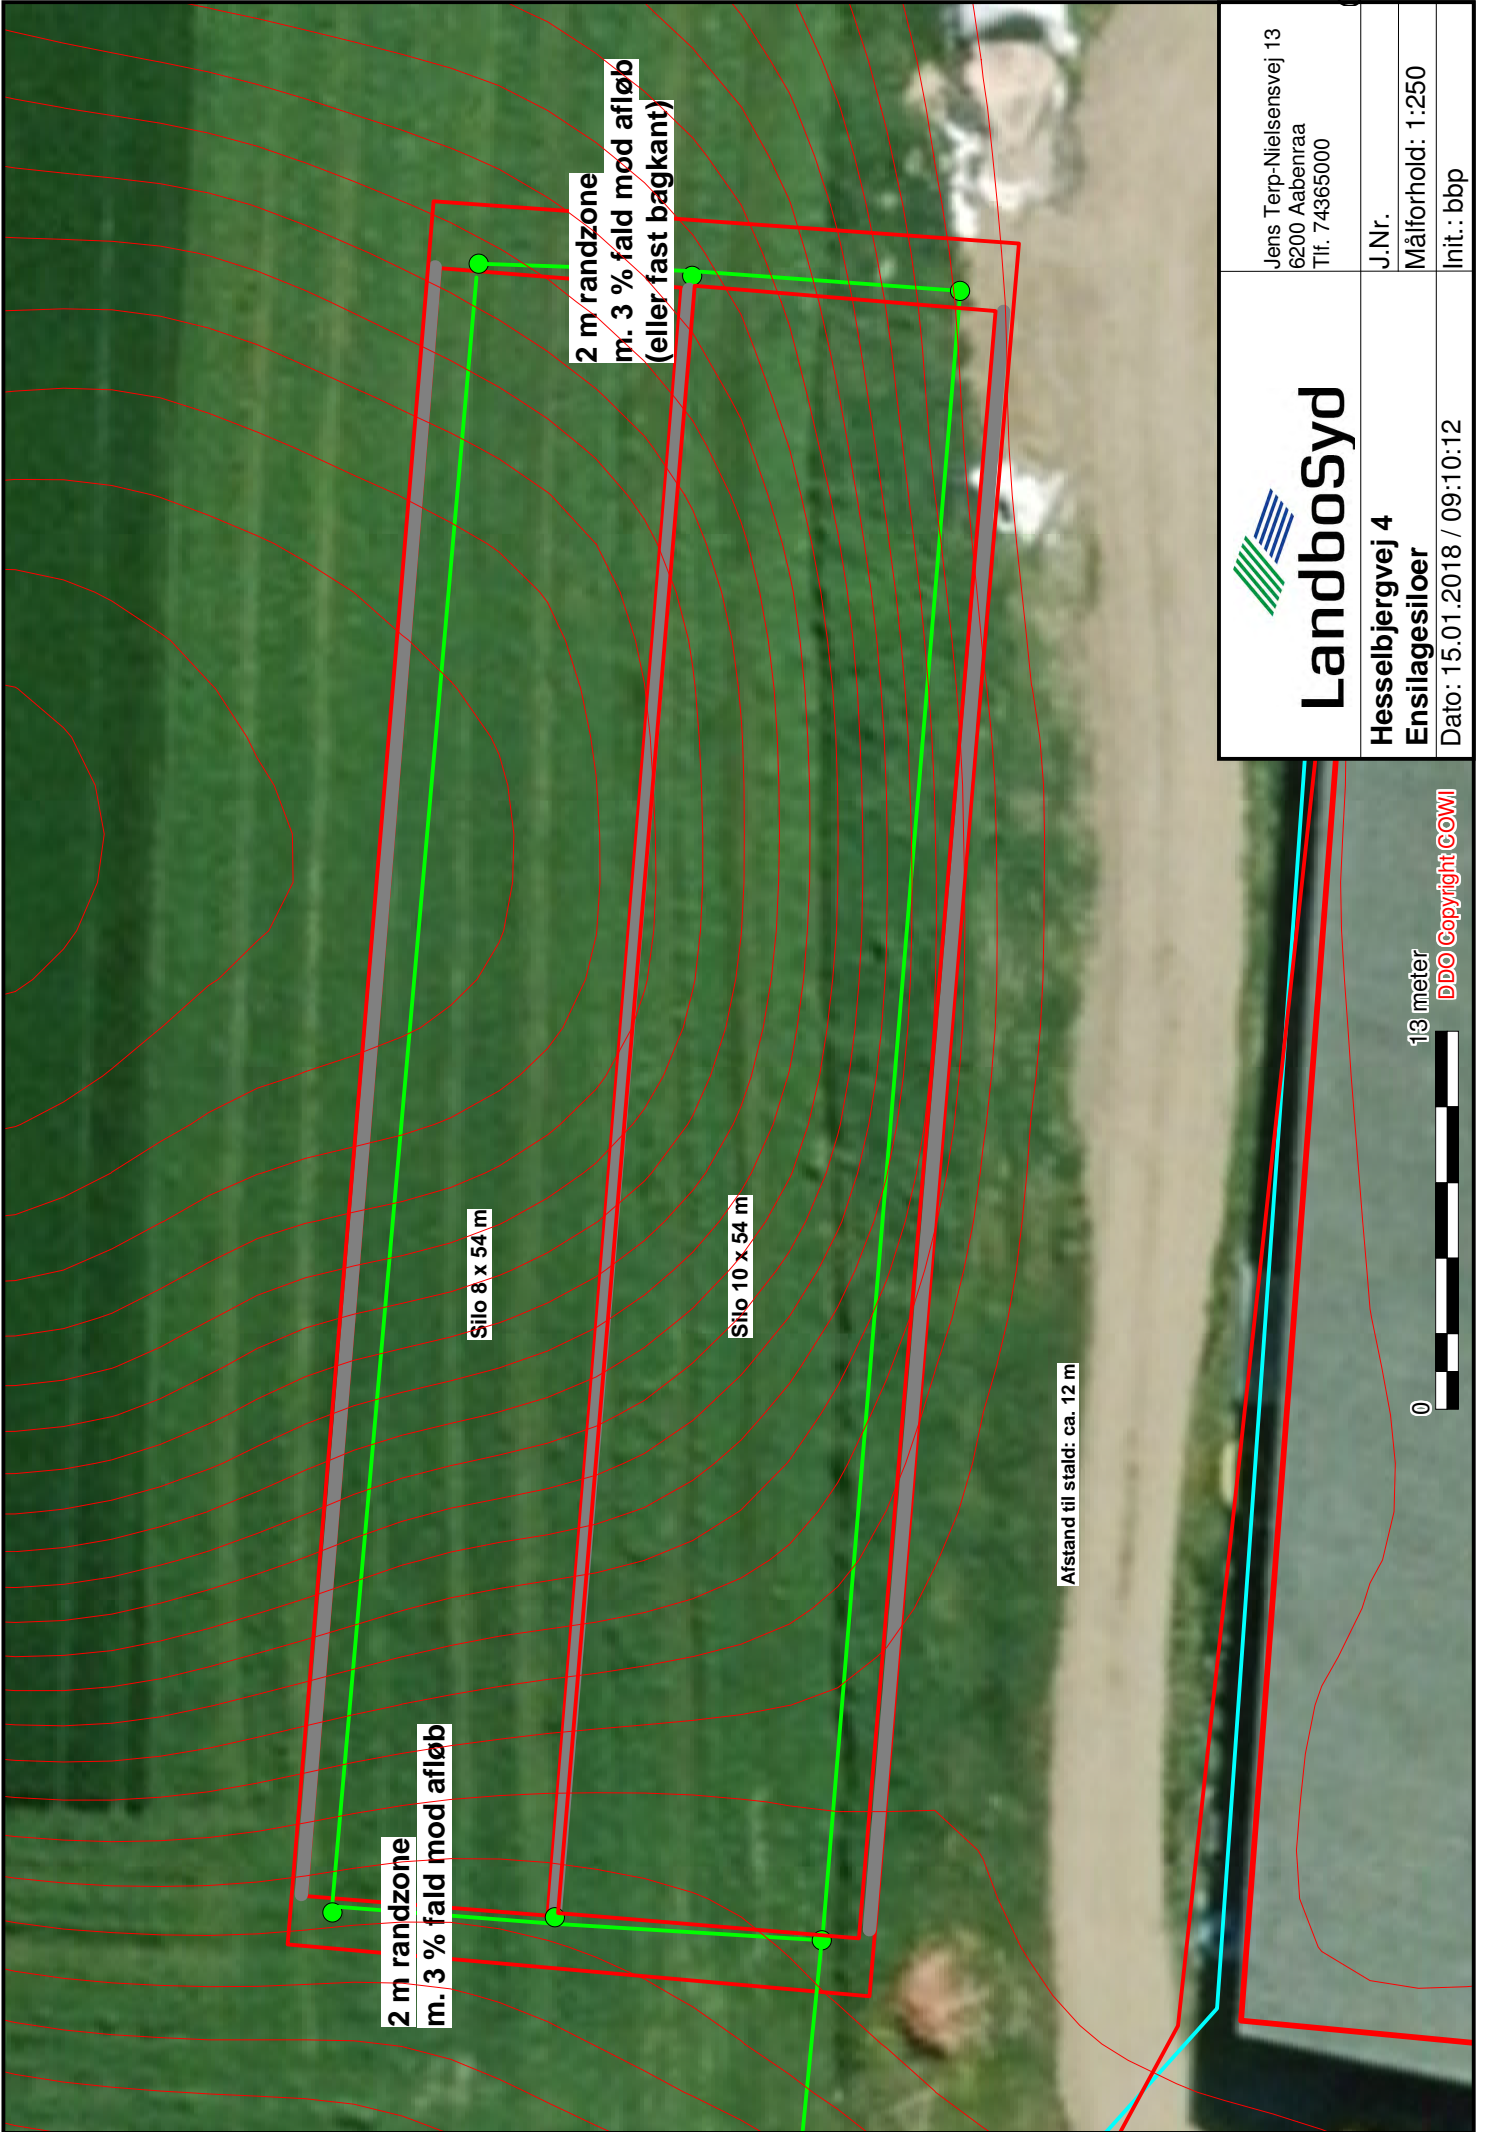 2 m randzone
m. 3 % fald mod afløb
2 m randzone
m. 3 % fald mod afløb
(eller fast bagkant)
Silo 8 x 54 m
Silo 10 x 54 m
Afstand til stald: ca. 12 m
0
13 meter
DDO Copyright COWI
LandboSyd
Jens Terp-Nielsensvej 13
6200 Aabenraa
Tlf. 74365000
Hesselbjergvej 4
Ensilagesiloer
J.Nr.
Målforhold: 1:250
Dato: 15.01.2018 / 09:10:12
Init.: bbp